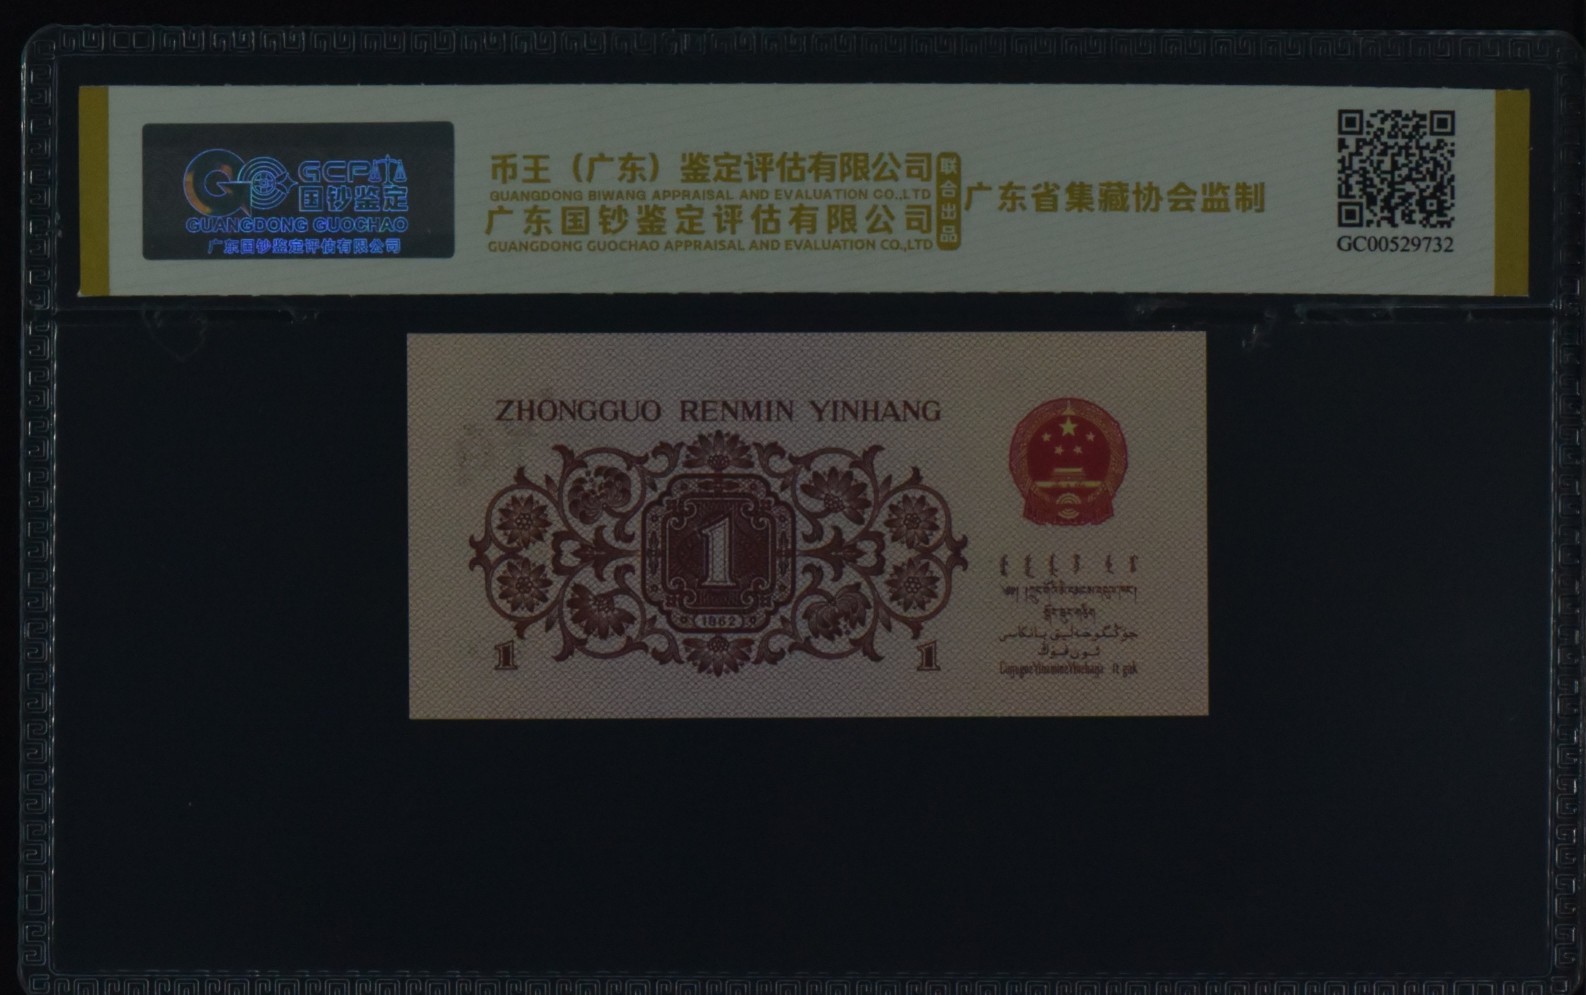 GCP
国钞鉴定
GUANGDONG GUOCHAO
广东国钞鉴定评估有限公司
币王（广东）鉴定评估有限公司
GUANGDONG BIWANG APPRAISAL AND EVALUATION CO.,LTD
广东国钞鉴定评估有限公司
GUANGDONG GUOCHAO APPRAISAL AND EVALUATION CO.,LTD
联合出品
广东省集藏协会监制
GC00529732
ZHONGGUO RENMIN YINHANG
1
(1962)
1
1